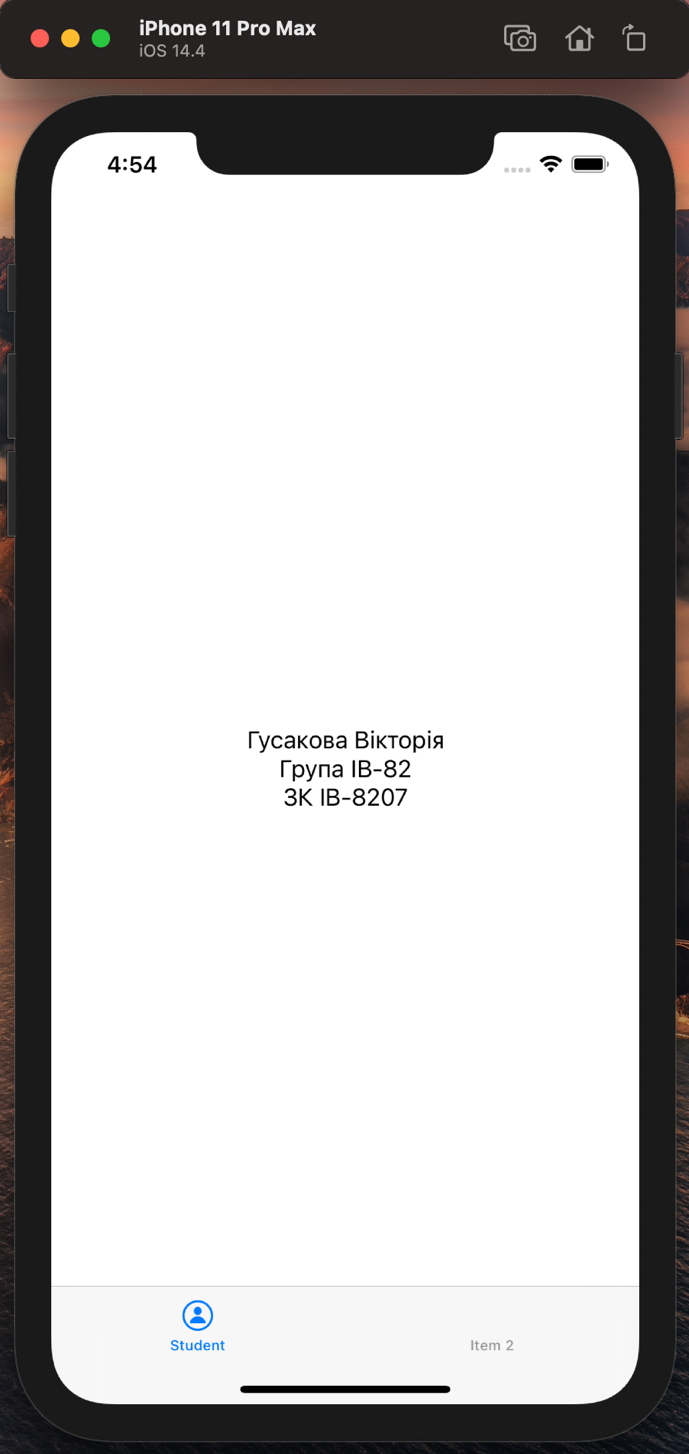 iPhone 11 Pro Max
iOS 14.4
4:54
Гусакова Вікторія
Група ІВ-82
ЗК ІВ-8207
Student
Item 2